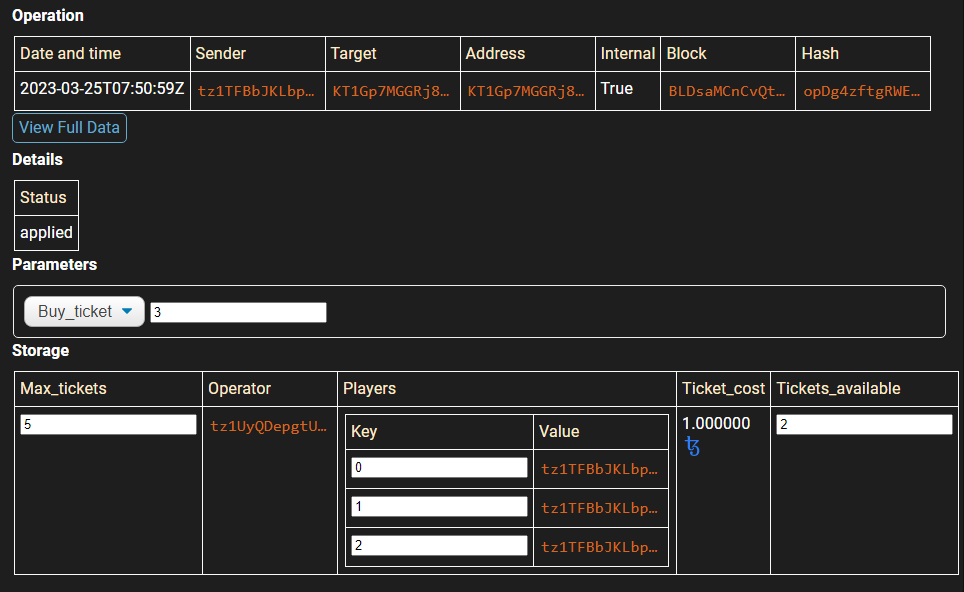 Operation
Date and time Sender Target Address Internal Block Hash
2023-03-25T07:50:59Z tz1TFBbJKLbp… KT1Gp7MGGRj8… KT1Gp7MGGRj8… True BLDsaMCnCvQt… opDg4zftgRWE…
View Full Data
Details
Status
applied
Parameters
Buy_ticket 3
Storage
Max_tickets Operator Players Ticket_cost Tickets_available
5 tz1UyQDepgtU… 1.000000 ꜩ 2
Key Value
0 tz1TFBbJKLbp…
1 tz1TFBbJKLbp…
2 tz1TFBbJKLbp…